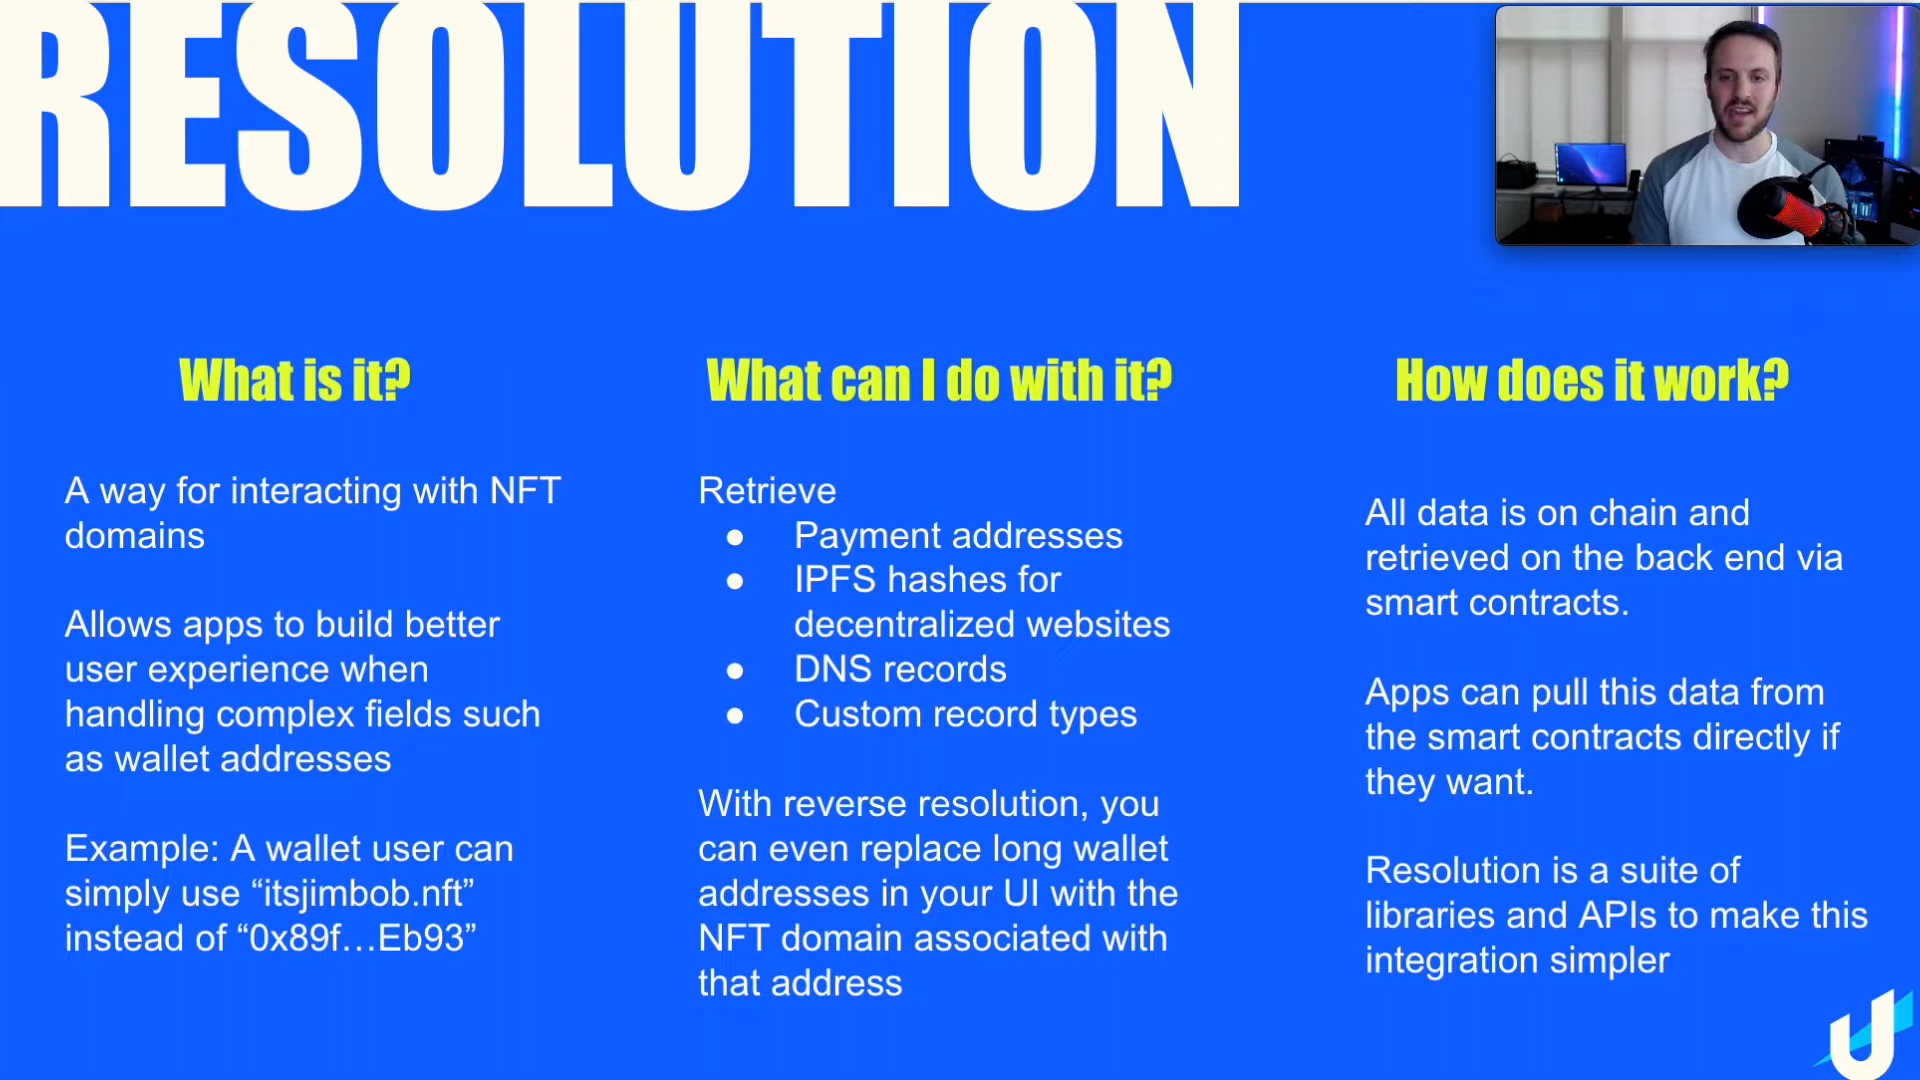 RESOLUTION
What is it?
A way for interacting with NFT
domains
Allows apps to build better
user experience when
handling complex fields such
as wallet addresses
Example: A wallet user can
simply use “itsjimbob.nft”
instead of “0x89f…Eb93”
What can I do with it?
Retrieve
● Payment addresses
● IPFS hashes for
decentralized websites
● DNS records
● Custom record types
With reverse resolution, you
can even replace long wallet
addresses in your UI with the
NFT domain associated with
that address
How does it work?
All data is on chain and
retrieved on the back end via
smart contracts.
Apps can pull this data from
the smart contracts directly if
they want.
Resolution is a suite of
libraries and APIs to make this
integration simpler